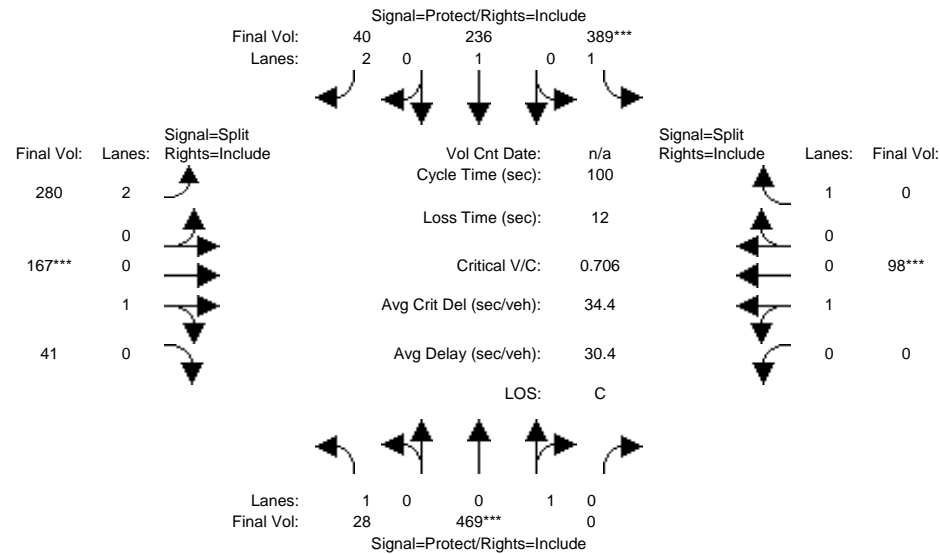 Signal=Protect/Rights=Include
Final Vol: 40 236 389***
Lanes: 2 0 1 0 1
Signal=Split
Final Vol: Lanes: Rights=Include
Vol Cnt Date: n/a
Signal=Split
Rights=Include Lanes: Final Vol:
Cycle Time (sec): 100
280 2
1 0
Loss Time (sec): 12
0
0
167*** 0
Critical V/C: 0.706
0 98***
1
Avg Crit Del (sec/veh): 34.4
1
41 0
Avg Delay (sec/veh): 30.4
0 0
LOS: C
Lanes: 1 0 0 1 0
Final Vol: 28 469*** 0
Signal=Protect/Rights=Include